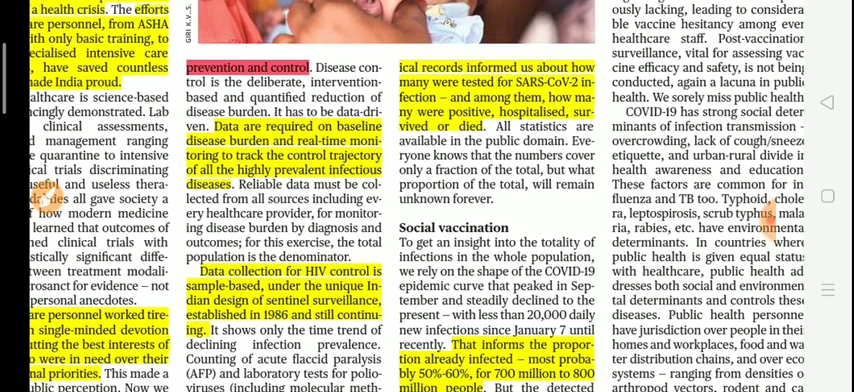 a health crisis. The efforts
are personnel, from ASHA
ith only basic training, to
ecialised intensive care
, have saved countless
made India proud.
althcare is science-based
ncingly demonstrated. Lab
clinical assessments,
d management ranging
e quarantine to intensive
ical trials discriminating
useful and useless thera-
dalities all gave society a
f how modern medicine
learned that outcomes of
ned clinical trials with
stically significant diffe-
tween treatment modali-
rosanct for evidence – not
personal anecdotes.
are personnel worked tire-
h single-minded devotion
utting the best interests of
o were in need over their
nal priorities. This made a
ublic perception. Now we
GIRI K.V.S.
prevention and control. Disease con-
trol is the deliberate, intervention-
based and quantified reduction of
disease burden. It has to be data-dri-
ven. Data are required on baseline
disease burden and real-time moni-
toring to track the control trajectory
of all the highly prevalent infectious
diseases. Reliable data must be col-
lected from all sources including ev-
ery healthcare provider, for monitor-
ing disease burden by diagnosis and
outcomes; for this exercise, the total
population is the denominator.
Data collection for HIV control is
sample-based, under the unique In-
dian design of sentinel surveillance,
established in 1986 and still continu-
ing. It shows only the time trend of
declining infection prevalence.
Counting of acute flaccid paralysis
(AFP) and laboratory tests for polio-
viruses (including molecular meth-
ical records informed us about how
many were tested for SARS-CoV-2 in-
fection – and among them, how ma-
ny were positive, hospitalised, sur-
vived or died. All statistics are
available in the public domain. Eve-
ryone knows that the numbers cover
only a fraction of the total, but what
proportion of the total, will remain
unknown forever.
Social vaccination
To get an insight into the totality of
infections in the whole population,
we rely on the shape of the COVID-19
epidemic curve that peaked in Sep-
tember and steadily declined to the
present – with less than 20,000 daily
new infections since January 7 until
recently. That informs the propor-
tion already infected – most proba-
bly 50%-60%, for 700 million to 800
million people. But the detected
ously lacking, leading to considera
ble vaccine hesitancy among even
healthcare staff. Post-vaccination
surveillance, vital for assessing vac
cine efficacy and safety, is not being
conducted, again a lacuna in public
health. We sorely miss public health
COVID-19 has strong social deter
minants of infection transmission -
overcrowding, lack of cough/sneeze
etiquette, and urban-rural divide in
health awareness and education
These factors are common for in
fluenza and TB too. Typhoid, chole
ra, leptospirosis, scrub typhus, mala
ria, rabies, etc. have environmenta
determinants. In countries where
public health is given equal status
with healthcare, public health ad
dresses both social and environmen
tal determinants and controls these
diseases. Public health personnel
have jurisdiction over people in thei
homes and workplaces, food and wa
ter distribution chains, and over eco
systems – ranging from densities o
arthropod vectors, rodent and ca